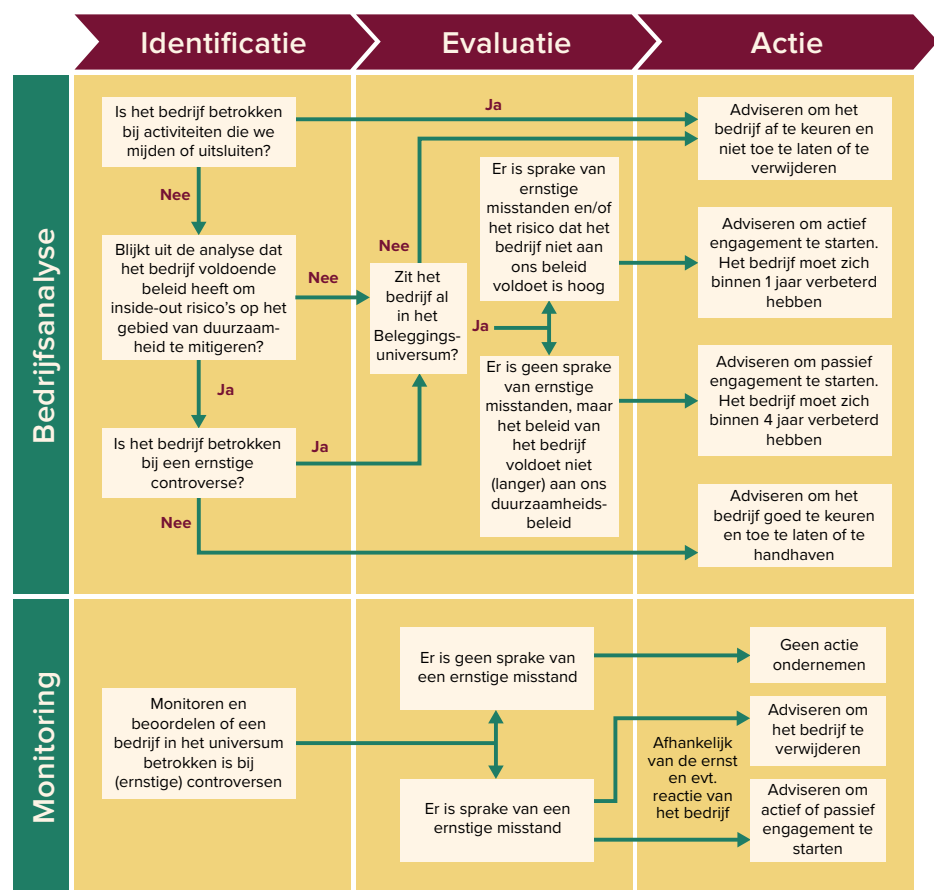 Identificatie
Evaluatie
Actie
Bedrijfsanalyse
Is het bedrijf betrokken
bij activiteiten die we
mijden of uitsluiten?
Ja
Nee
Blijkt uit de analyse dat
het bedrijf voldoende
beleid heeft om
inside-out risico's op het
gebied van duurzaam-
heid te mitigeren?
Nee
Ja
Is het bedrijf betrokken
bij een ernstige
controverse?
Ja
Nee
Nee
Zit het
bedrijf al
in het
Beleggings-
universum?
Ja
Er is sprake van
ernstige
misstanden en/of
het risico dat het
bedrijf niet aan
ons beleid
voldoet is hoog
Er is geen sprake
van ernstige
misstanden, maar
het beleid van
het bedrijf
voldoet niet
(langer) aan ons
duurzaamheids-
beleid
Adviseren om het
bedrijf af te keuren en
niet toe te laten of te
verwijderen
Adviseren om actief
engagement te starten.
Het bedrijf moet zich
binnen 1 jaar verbeterd
hebben
Adviseren om passief
engagement te starten.
Het bedrijf moet zich
binnen 4 jaar verbeterd
hebben
Adviseren om het
bedrijf goed te keuren
en toe te laten of te
handhaven
Monitoring
Monitoren en
beoordelen of een
bedrijf in het universum
betrokken is bij
(ernstige) controversen
Er is geen sprake van
een ernstige misstand
Er is sprake van een
ernstige misstand
Afhankelijk
van de ernst
en evt.
reactie van
het bedrijf
Geen actie
ondernemen
Adviseren om
het bedrijf te
verwijderen
Adviseren om
actief of passief
engagement te
starten